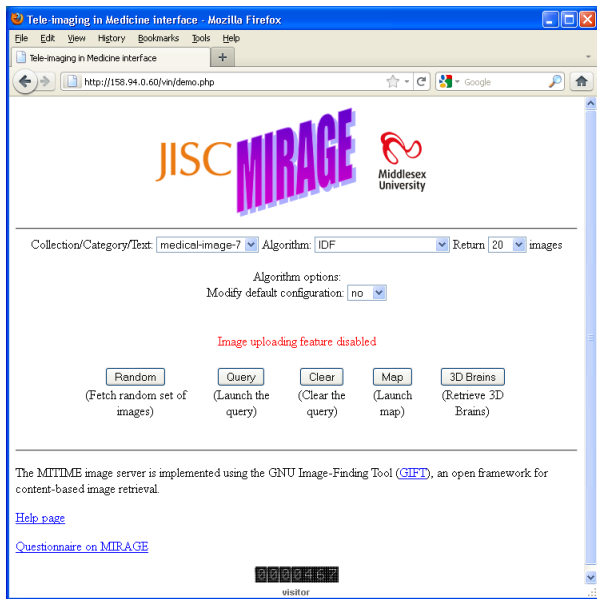 Tele-imaging in Medicine interface - Mozilla Firefox
File Edit View History Bookmarks Tools Help
Tele-imaging in Medicine interface +
http://158.94.0.60/vin/demo.php Google
JISC MIRAGE Middlesex
University
Collection/Category/Text: medical-image-7 Algorithm: IDF Return 20 images
Algorithm options:
Modify default configuration: no
Image uploading feature disabled
Random Query Clear Map 3D Brains
(Fetch random set of (Launch the (Clear the (Launch (Retrieve 3D
images) query) query) map) Brains)
The MITIME image server is implemented using the GNU Image-Finding Tool (GIFT), an open framework for
content-based image retrieval.
Help page
Questionnaire on MIRAGE
0000467
visitor